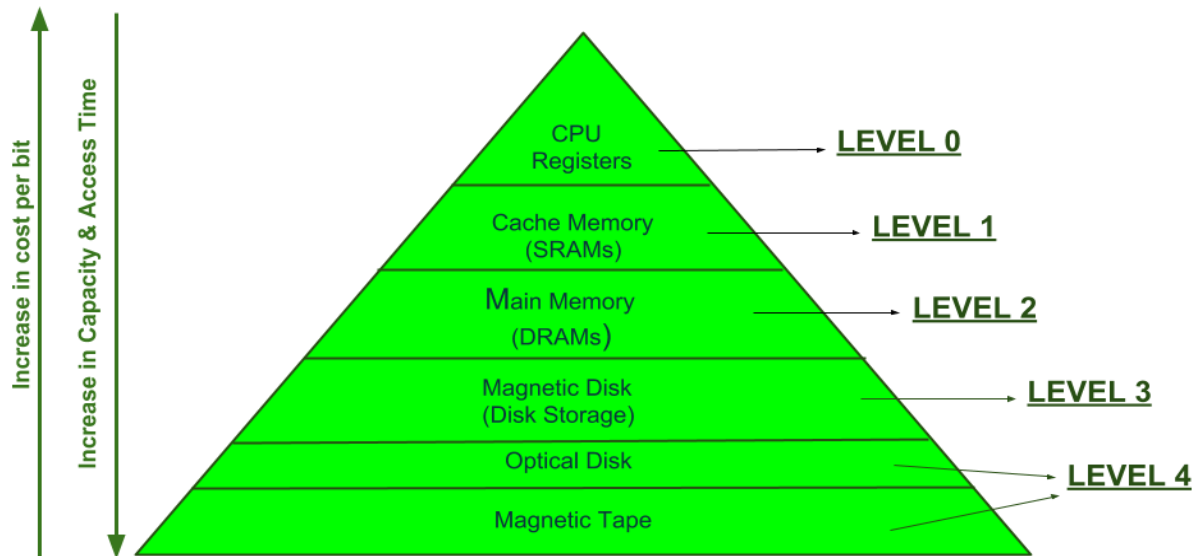 Increase in cost per bit
Increase in Capacity & Access Time
CPU
Registers
LEVEL 0
Cache Memory
(SRAMs)
LEVEL 1
Main Memory
(DRAMs)
LEVEL 2
Magnetic Disk
(Disk Storage)
LEVEL 3
Optical Disk
LEVEL 4
Magnetic Tape